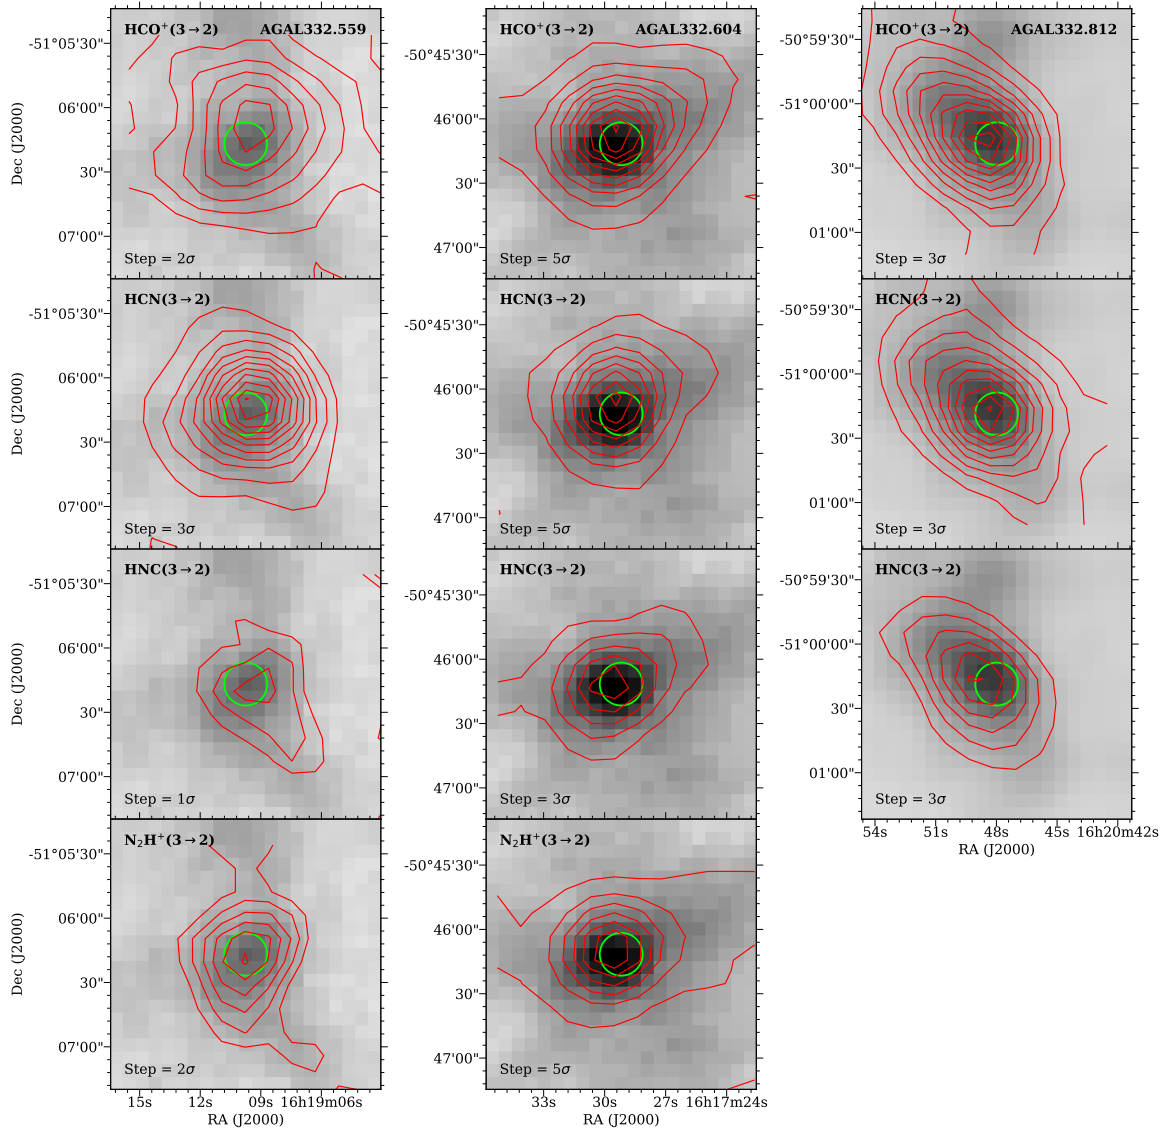 HCO⁺(3→2) AGAL332.559
-51°05'30"
06'00"
30"
07'00"
Dec (J2000)
Step = 2σ
HCO⁺(3→2) AGAL332.604
-50°45'30"
46'00"
30"
47'00"
Step = 5σ
HCO⁺(3→2) AGAL332.812
-50°59'30"
-51°00'00"
30"
01'00"
Step = 3σ
HCN(3→2)
-51°05'30"
06'00"
30"
07'00"
Dec (J2000)
Step = 3σ
HCN(3→2)
-50°45'30"
46'00"
30"
47'00"
Step = 5σ
HCN(3→2)
-50°59'30"
-51°00'00"
30"
01'00"
Step = 3σ
HNC(3→2)
-51°05'30"
06'00"
30"
07'00"
Dec (J2000)
Step = 1σ
HNC(3→2)
-50°45'30"
46'00"
30"
47'00"
Step = 3σ
HNC(3→2)
-50°59'30"
-51°00'00"
30"
01'00"
Step = 3σ
54s 51s 48s 45s 16h20m42s
RA (J2000)
N₂H⁺(3→2)
-51°05'30"
06'00"
30"
07'00"
Dec (J2000)
Step = 2σ
15s 12s 09s 16h19m06s
RA (J2000)
N₂H⁺(3→2)
-50°45'30"
46'00"
30"
47'00"
Step = 5σ
33s 30s 27s 16h17m24s
RA (J2000)